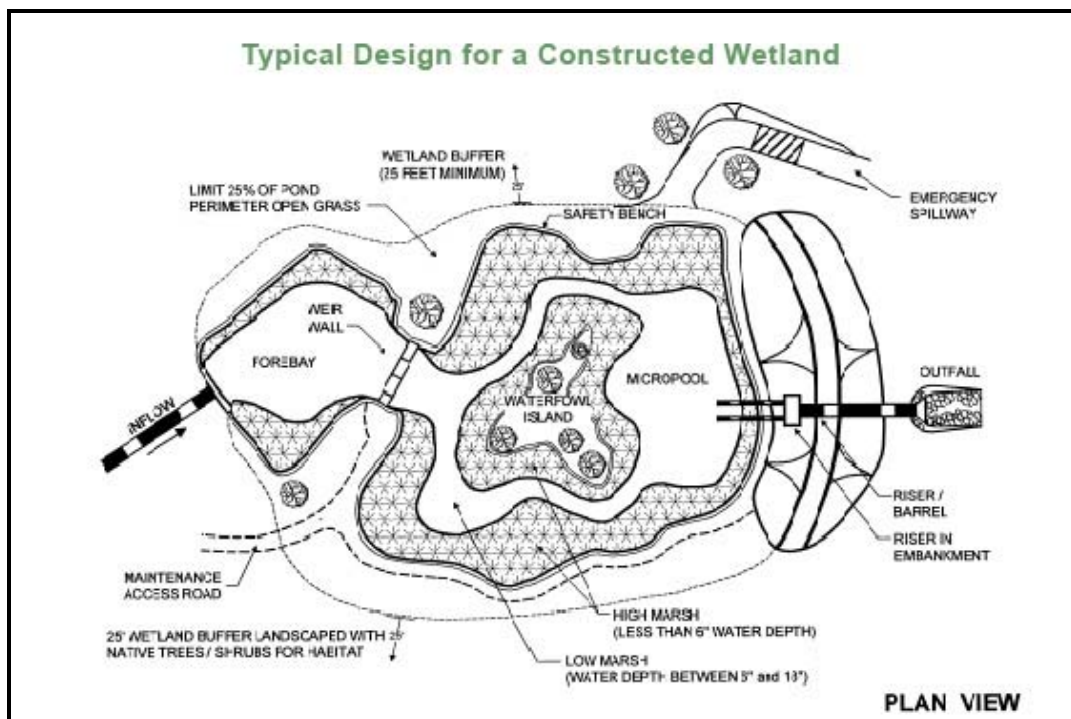 Typical Design for a Constructed Wetland
WETLAND BUFFER
(25 FEET MINIMUM)
25'
LIMIT 25% OF POND
PERIMETER OPEN GRASS
SAFETY BENCH
EMERGENCY
SPILLWAY
WEIR
WALL
FOREBAY
INFLOW
WATERFOWL
ISLAND
MICROPOOL
OUTFALL
RISER /
BARREL
RISER IN
EMBANKMENT
MAINTENANCE
ACCESS ROAD
25' WETLAND BUFFER LANDSCAPED WITH
NATIVE TREES / SHRUBS FOR HABITAT
25'
HIGH MARSH
(LESS THAN 6" WATER DEPTH)
LOW MARSH
(WATER DEPTH BETWEEN 6" and 18")
PLAN VIEW